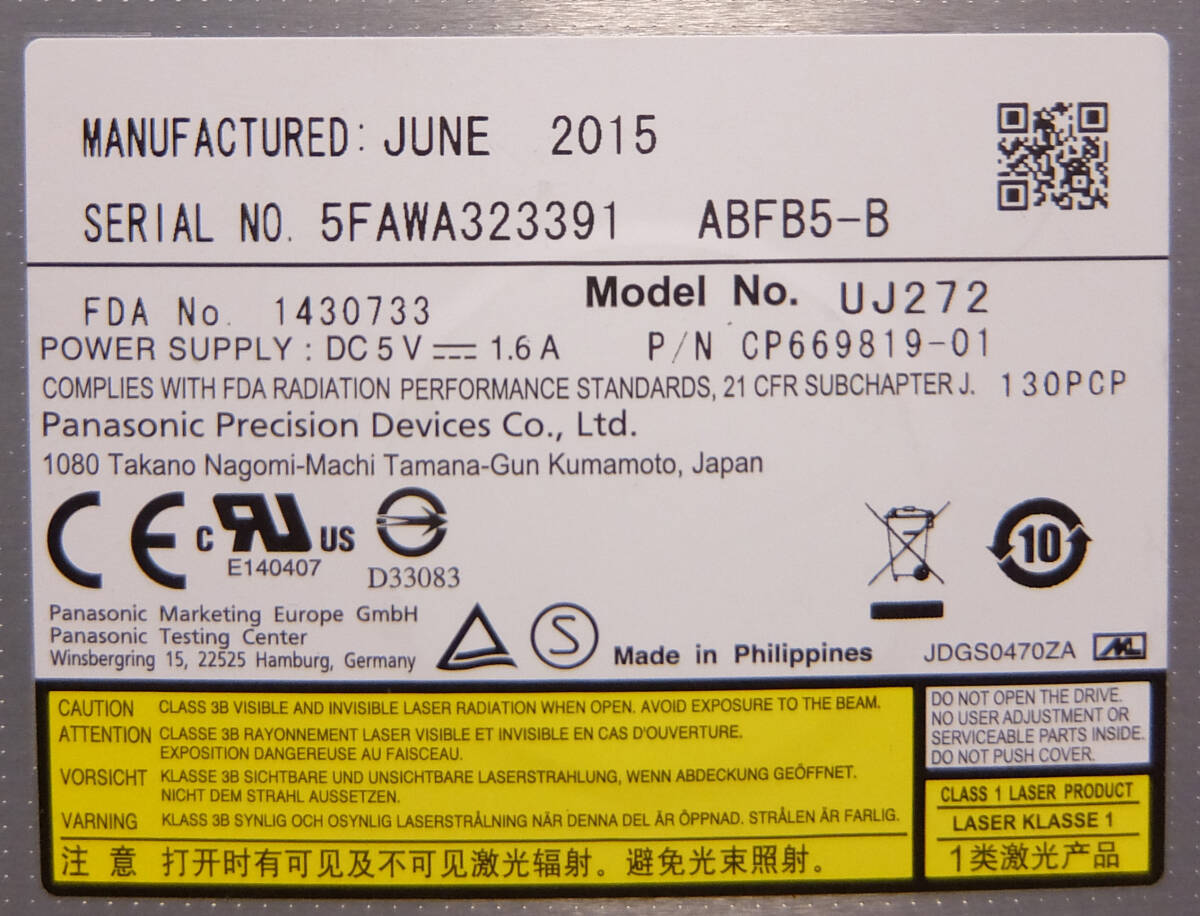 MANUFACTURED: JUNE 2015
SERIAL NO. 5FAWA323391 ABFB5-B
FDA No. 1430733 Model No. UJ272
POWER SUPPLY : DC 5 V ⎓ 1.6 A P/N CP669819-01
COMPLIES WITH FDA RADIATION PERFORMANCE STANDARDS, 21 CFR SUBCHAPTER J. 130PCP
Panasonic Precision Devices Co., Ltd.
1080 Takano Nagomi-Machi Tamana-Gun Kumamoto, Japan
CE c RU US
E140407
D33083
10
Panasonic Marketing Europe GmbH
Panasonic Testing Center
Winsbergring 15, 22525 Hamburg, Germany
S
Made in Philippines
JDGS0470ZA
CAUTION CLASS 3B VISIBLE AND INVISIBLE LASER RADIATION WHEN OPEN. AVOID EXPOSURE TO THE BEAM.
ATTENTION CLASSE 3B RAYONNEMENT LASER VISIBLE ET INVISIBLE EN CAS D'OUVERTURE.
EXPOSITION DANGEREUSE AU FAISCEAU.
VORSICHT KLASSE 3B SICHTBARE UND UNSICHTBARE LASERSTRAHLUNG, WENN ABDECKUNG GEÖFFNET.
NICHT DEM STRAHL AUSSETZEN.
VARNING KLASS 3B SYNLIG OCH OSYNLIG LASERSTRÅLNING NÄR DENNA DEL ÄR ÖPPNAD. STRÅLEN ÄR FARLIG.
注 意 打开时有可见及不可见激光辐射。避免光束照射。
DO NOT OPEN THE DRIVE.
NO USER ADJUSTMENT OR
SERVICEABLE PARTS INSIDE.
DO NOT PUSH COVER.
CLASS 1 LASER PRODUCT
LASER KLASSE 1
1类激光产品